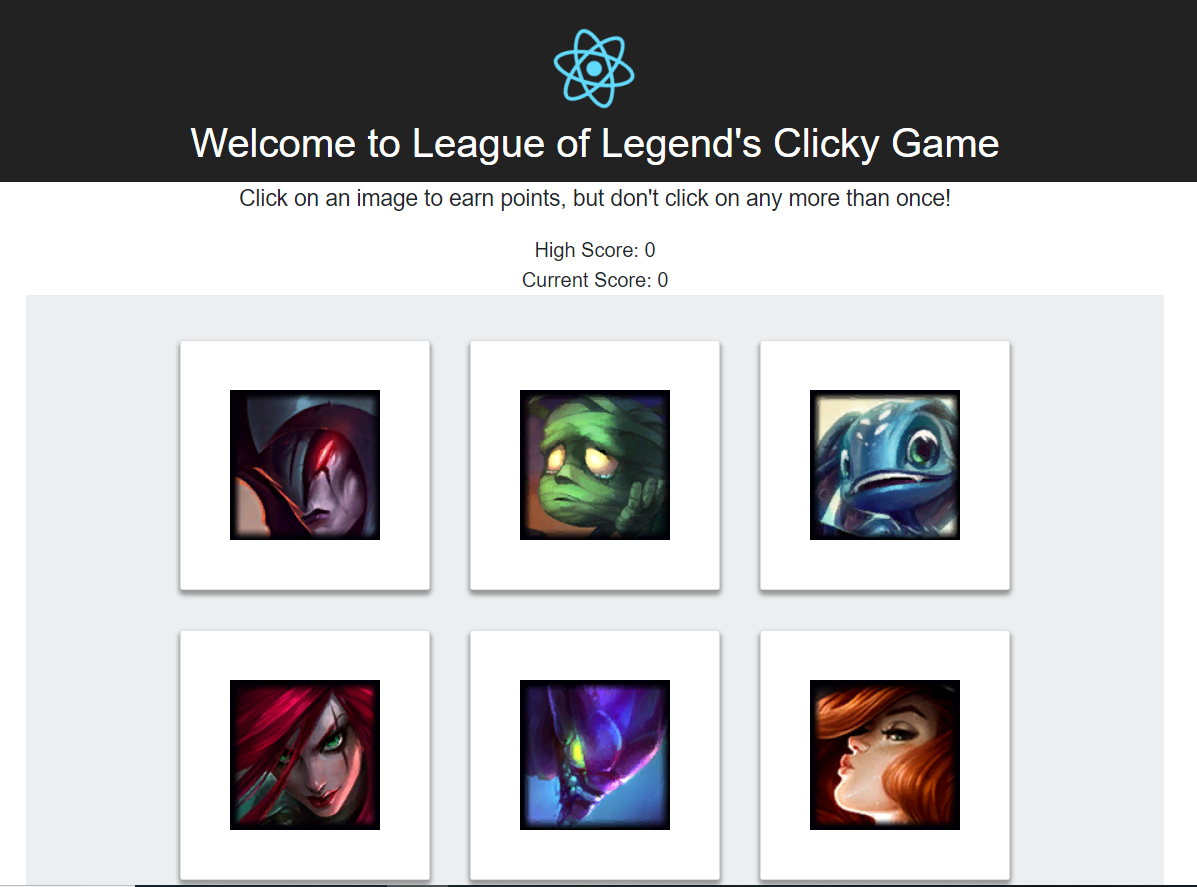 Welcome to League of Legend's Clicky Game
Click on an image to earn points, but don't click on any more than once!
High Score: 0
Current Score: 0